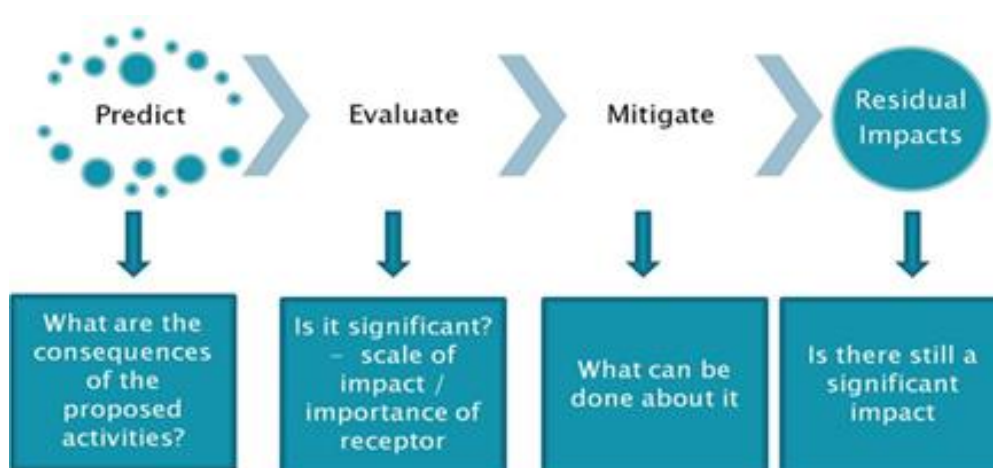 Predict
Evaluate
Mitigate
Residual
Impacts
What are the
consequences
of the
proposed
activities?
Is it significant?
– scale of
impact /
importance of
receptor
What can be
done about it
Is there still a
significant
impact